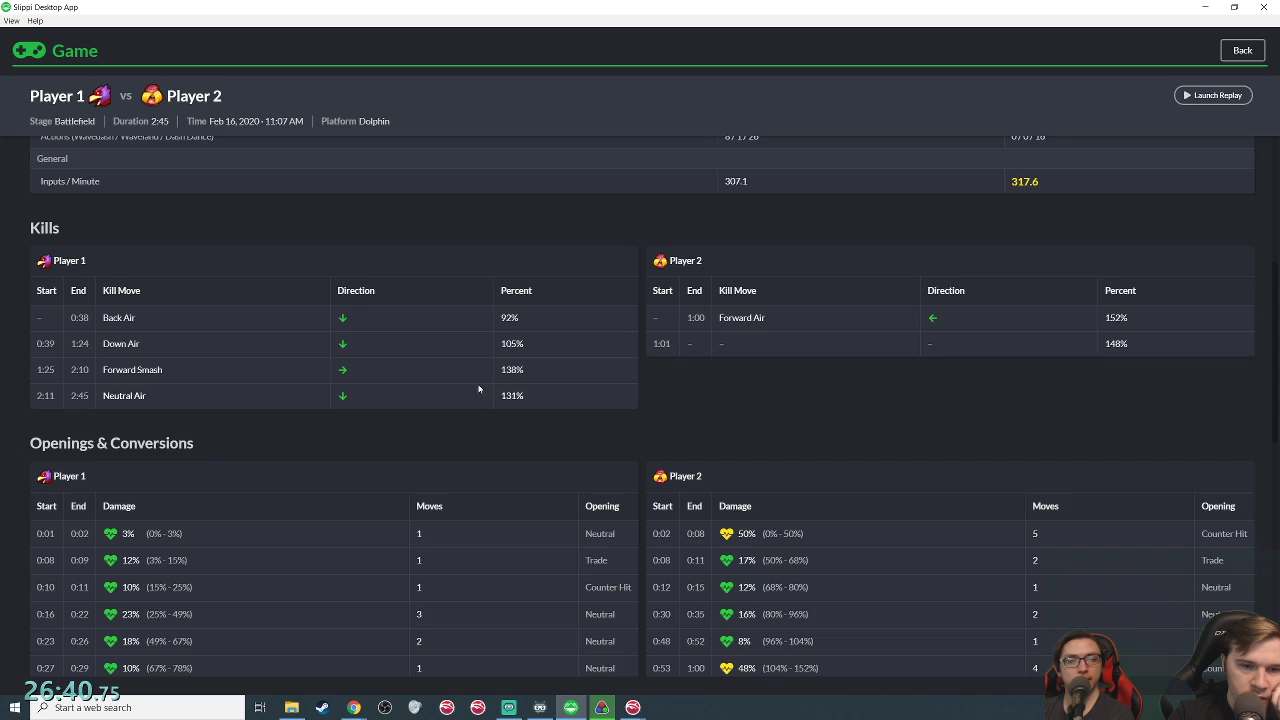 Slippi Desktop App
View Help
Game
Back
Player 1 vs Player 2
Launch Replay
Stage Battlefield Duration 2:45 Time Feb 16, 2020 · 11:07 AM Platform Dolphin
Actions (Wavedash / Waveland / Dash Dance) 8 / 1 / 26 0 / 0 / 16
General
Inputs / Minute 307.1 317.6
Kills
Player 1 Player 2
Start End Kill Move Direction Percent Start End Kill Move Direction Percent
– 0:38 Back Air ↓ 92% – 1:00 Forward Air ← 152%
0:39 1:24 Down Air ↓ 105% 1:01 – – – 148%
1:25 2:10 Forward Smash → 138%
2:11 2:45 Neutral Air ↓ 131%
Openings & Conversions
Player 1 Player 2
Start End Damage Moves Opening Start End Damage Moves Opening
0:01 0:02 3% (0% - 3%) 1 Neutral 0:02 0:08 50% (0% - 50%) 5 Counter Hit
0:08 0:09 12% (3% - 15%) 1 Trade 0:08 0:11 17% (50% - 68%) 2 Trade
0:10 0:11 10% (15% - 25%) 1 Counter Hit 0:12 0:15 12% (68% - 80%) 1 Neutral
0:16 0:22 23% (25% - 49%) 3 Neutral 0:30 0:35 16% (80% - 96%) 2
0:23 0:26 18% (49% - 67%) 2 Neutral 0:48 0:52 8% (96% - 104%) 1
0:27 0:29 10% (67% - 78%) 1 Neutral 0:53 1:00 48% (104% - 152%) 4
26:40.75
Start a web search